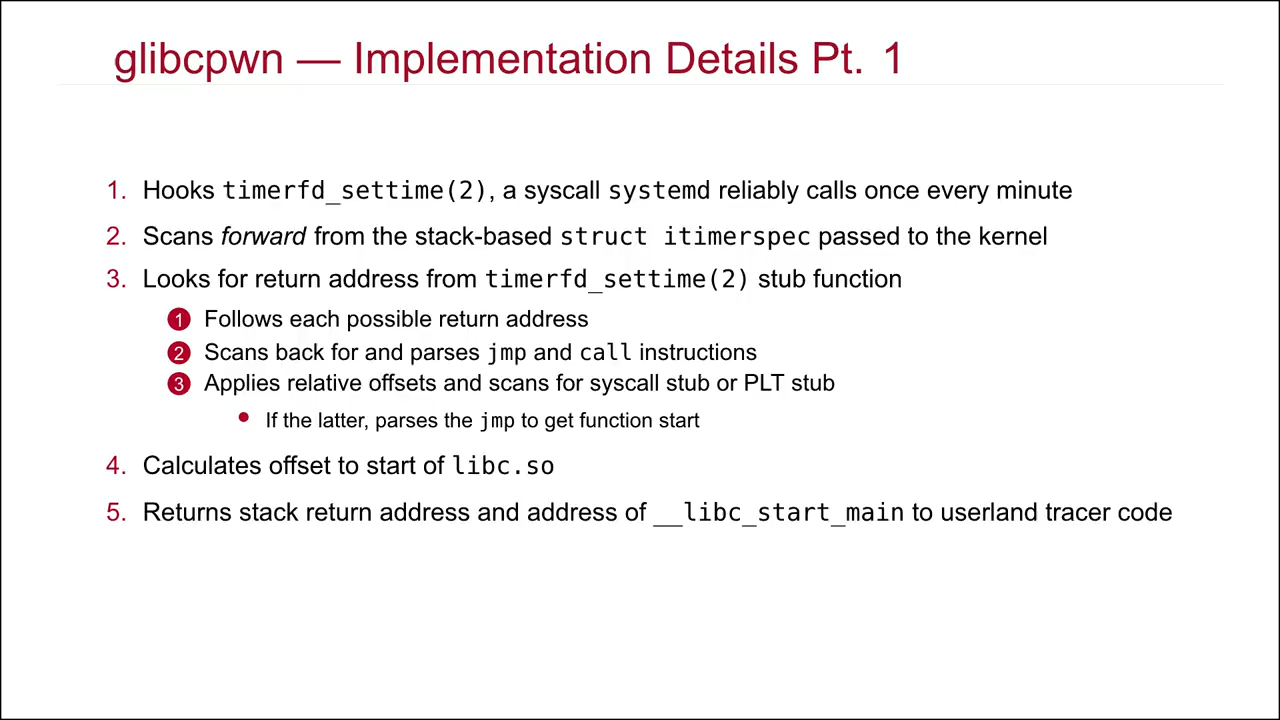 glibcpwn — Implementation Details Pt. 1
1. Hooks timerfd_settime(2), a syscall systemd reliably calls once every minute
2. Scans forward from the stack-based struct itimerspec passed to the kernel
3. Looks for return address from timerfd_settime(2) stub function
1 Follows each possible return address
2 Scans back for and parses jmp and call instructions
3 Applies relative offsets and scans for syscall stub or PLT stub
• If the latter, parses the jmp to get function start
4. Calculates offset to start of libc.so
5. Returns stack return address and address of __libc_start_main to userland tracer code